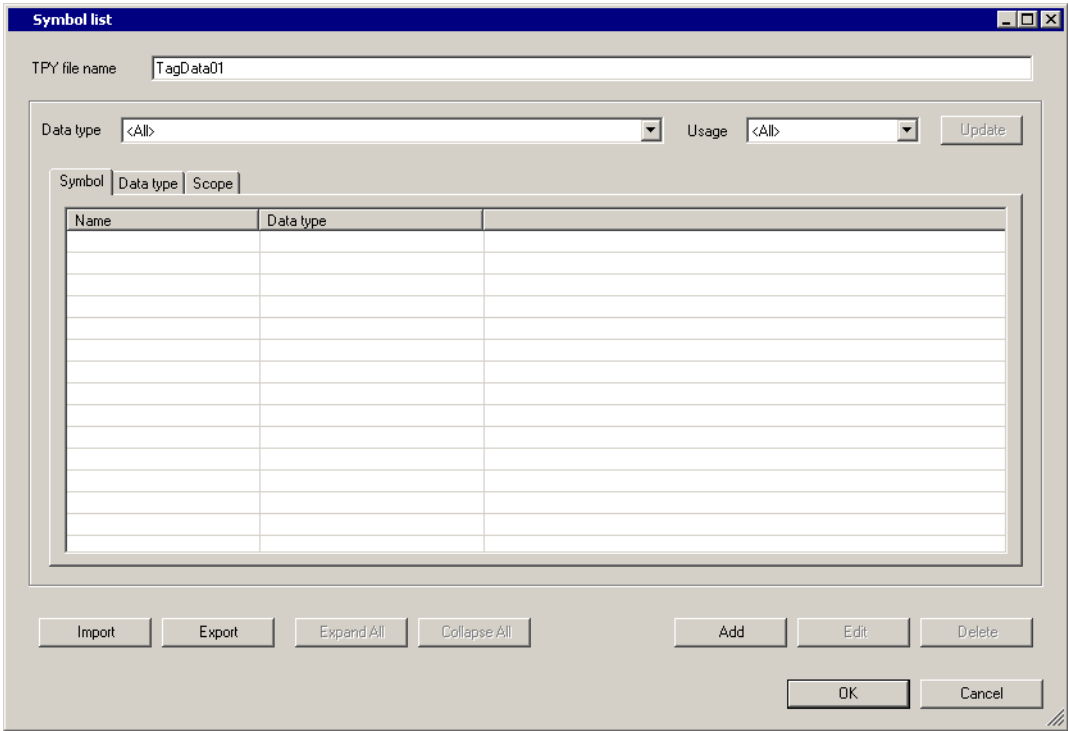 Symbol list
TPY file name TagData01
Data type <All> Usage <All> Update
Symbol Data type Scope
Name Data type
Import Export Expand All Collapse All Add Edit Delete
OK Cancel